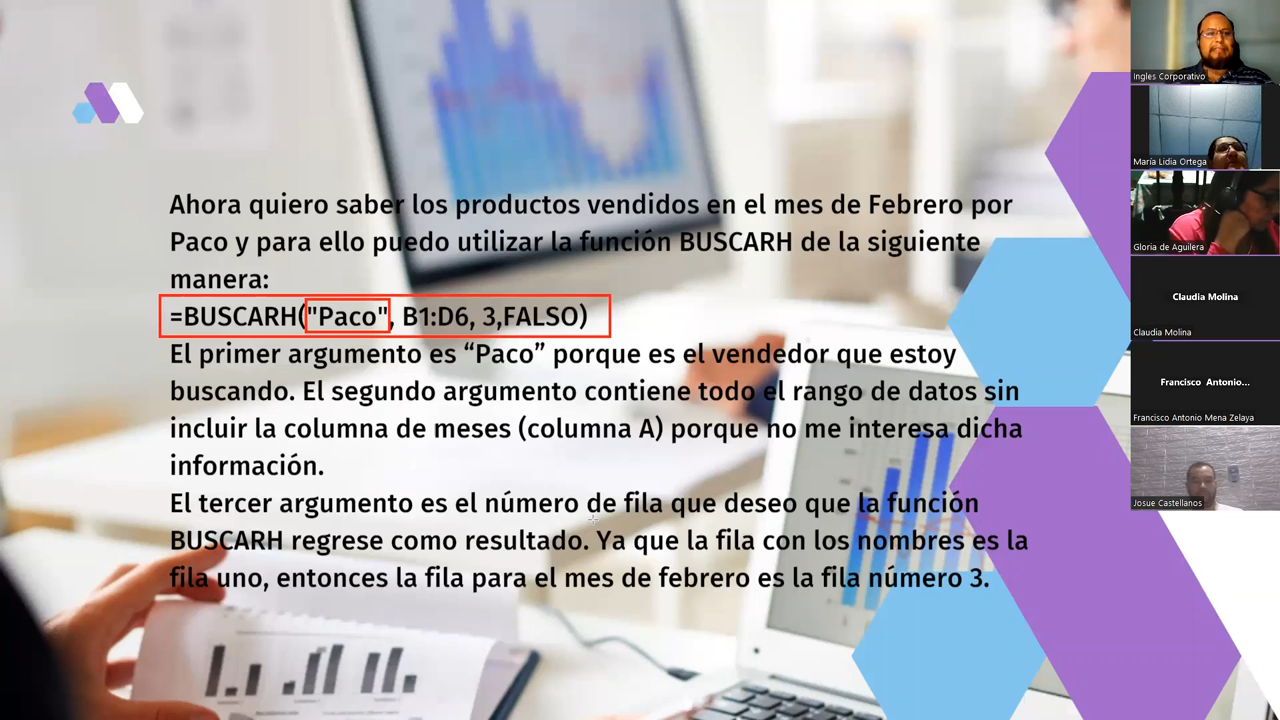 Ahora quiero saber los productos vendidos en el mes de Febrero por
Paco y para ello puedo utilizar la función BUSCARH de la siguiente
manera:
=BUSCARH("Paco", B1:D6, 3,FALSO)
El primer argumento es “Paco” porque es el vendedor que estoy
buscando. El segundo argumento contiene todo el rango de datos sin
incluir la columna de meses (columna A) porque no me interesa dicha
información.
El tercer argumento es el número de fila que deseo que la función
BUSCARH regrese como resultado. Ya que la fila con los nombres es la
fila uno, entonces la fila para el mes de febrero es la fila número 3.
Ingles Corporativo
María Lidia Ortega
Gloria de Aguilera
Claudia Molina
Claudia Molina
Francisco Antonio...
Francisco Antonio Mena Zelaya
Josue Castellanos